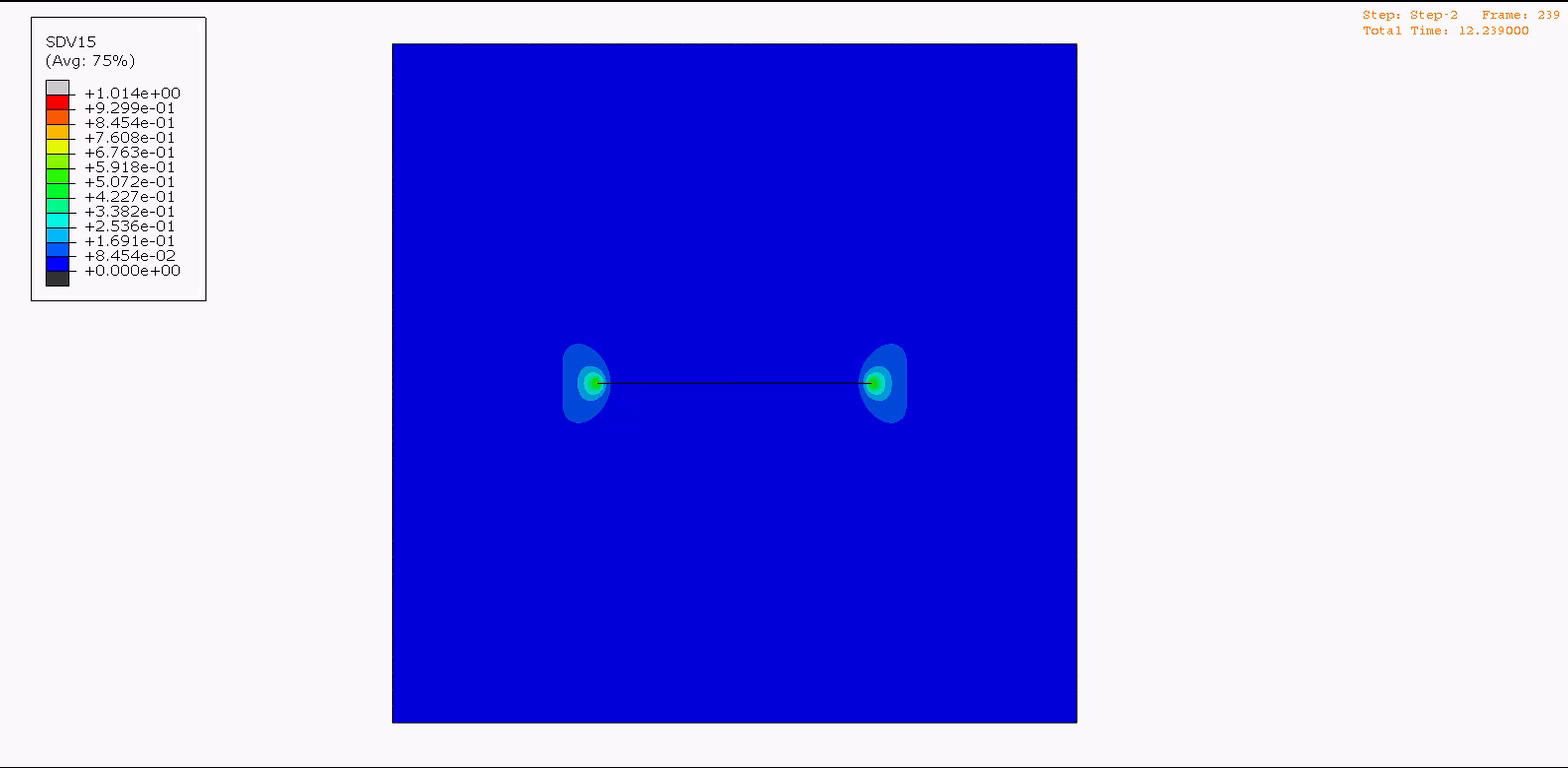 SDV15
(Avg: 75%)
+1.014e+00
+9.299e-01
+8.454e-01
+7.608e-01
+6.763e-01
+5.918e-01
+5.072e-01
+4.227e-01
+3.382e-01
+2.536e-01
+1.691e-01
+8.454e-02
+0.000e+00
Step: Step-2 Frame: 239
Total Time: 12.239000